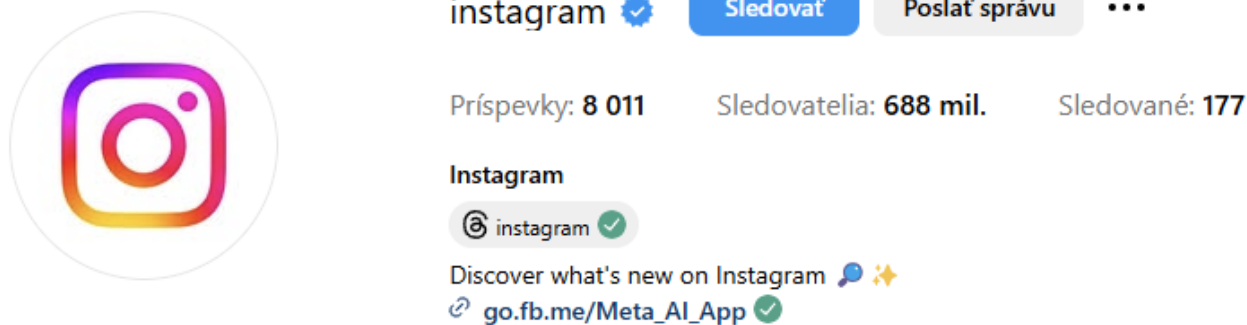 instagram Sledovať Poslať správu
Príspevky: 8 011 Sledovatelia: 688 mil. Sledované: 177
Instagram
instagram
Discover what's new on Instagram 🔎 ✨
go.fb.me/Meta_AI_App